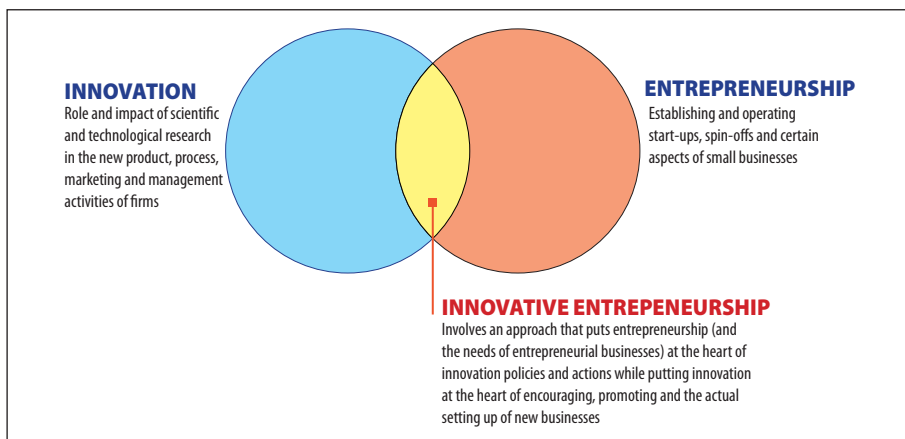 INNOVATION
Role and impact of scientific
and technological research
in the new product, process,
marketing and management
activities of firms
ENTREPRENEURSHIP
Establishing and operating
start-ups, spin-offs and certain
aspects of small businesses
INNOVATIVE ENTREPENEURSHIP
Involves an approach that puts entrepreneurship (and
the needs of entrepreneurial businesses) at the heart of
innovation policies and actions while putting innovation
at the heart of encouraging, promoting and the actual
setting up of new businesses